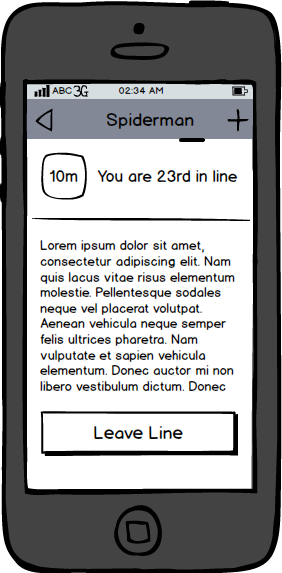 ABC 3G 02:34 AM
Spiderman
10m You are 23rd in line
Lorem ipsum dolor sit amet,
consectetur adipiscing elit. Nam
quis lacus vitae risus elementum
molestie. Pellentesque sodales
neque vel placerat volutpat.
Aenean vehicula neque semper
felis ultrices pharetra. Nam
vulputate et sapien vehicula
elementum. Donec auctor mi non
libero vestibulum dictum. Donec
Leave Line